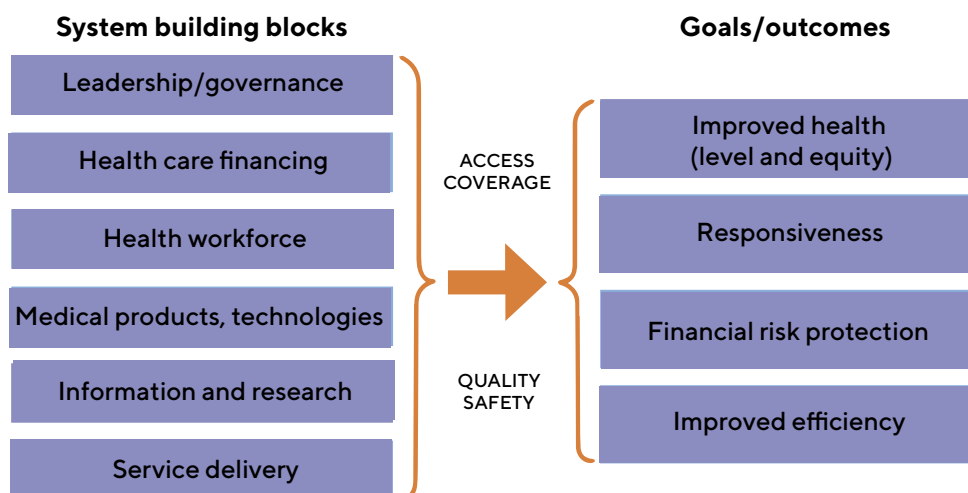 System building blocks
Leadership/governance
Health care financing
Health workforce
Medical products, technologies
Information and research
Service delivery
ACCESS
COVERAGE
QUALITY
SAFETY
Goals/outcomes
Improved health
(level and equity)
Responsiveness
Financial risk protection
Improved efficiency